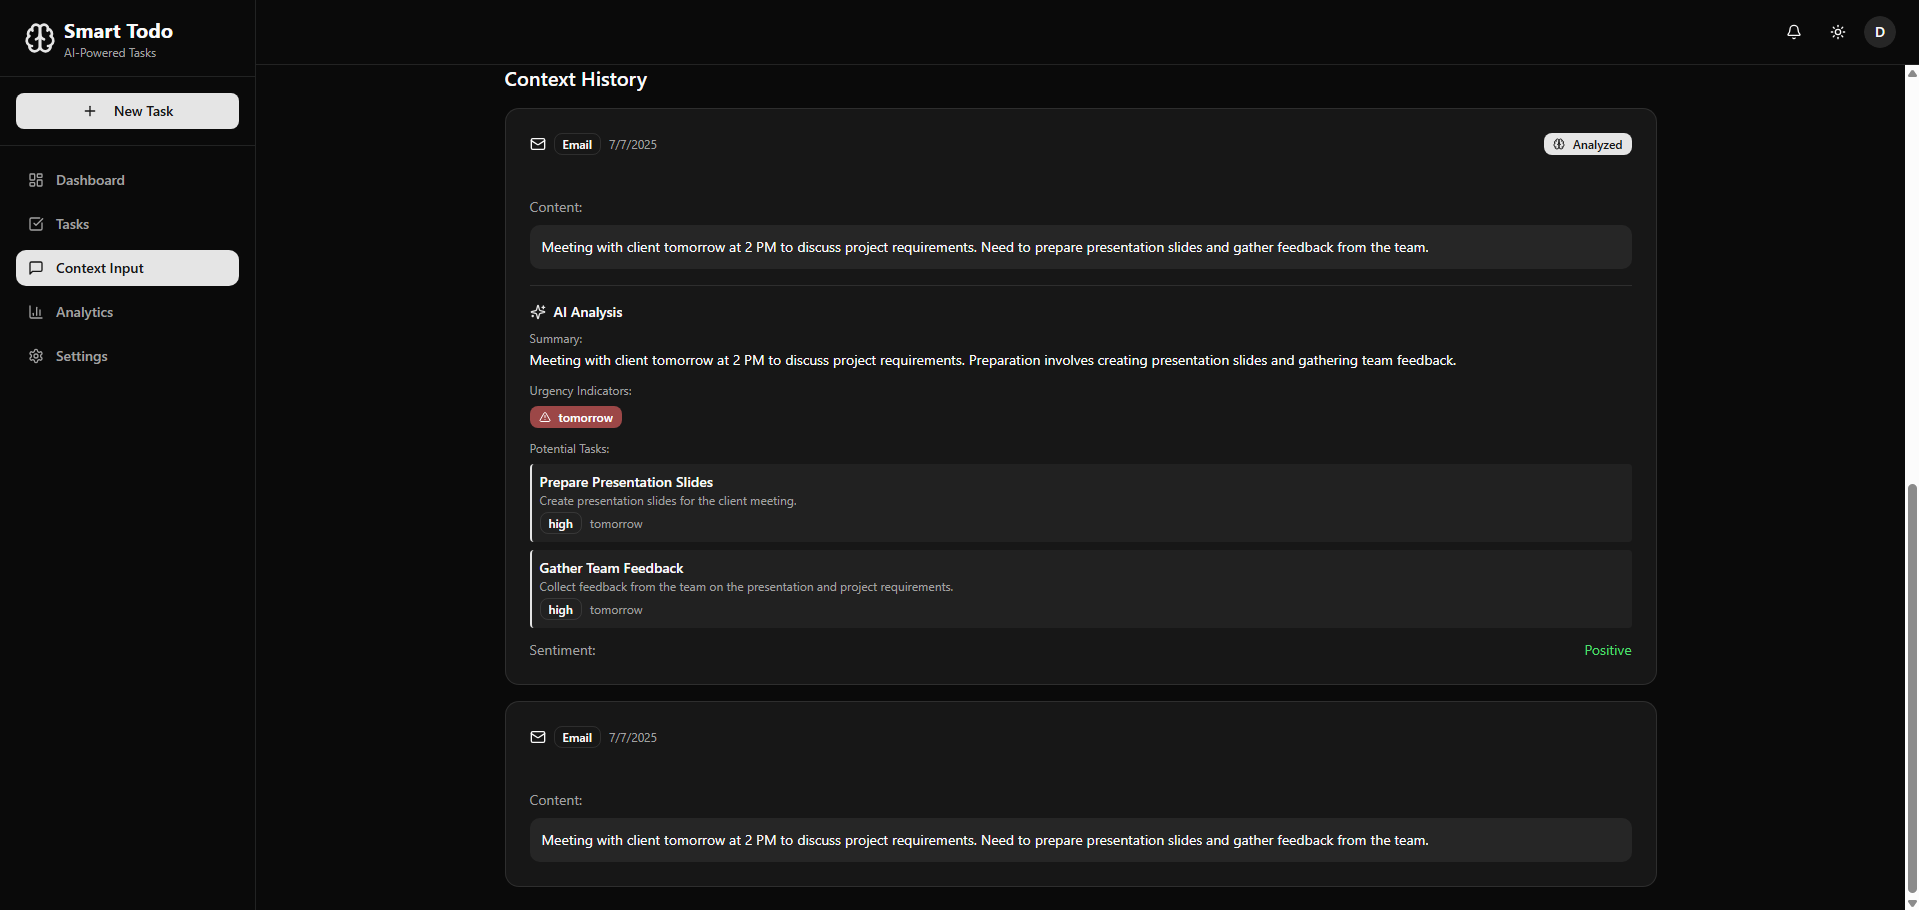 Smart Todo
AI-Powered Tasks
D
New Task
Dashboard
Tasks
Context Input
Analytics
Settings
Context History
Email 7/7/2025 Analyzed
Content:
Meeting with client tomorrow at 2 PM to discuss project requirements. Need to prepare presentation slides and gather feedback from the team.
AI Analysis
Summary:
Meeting with client tomorrow at 2 PM to discuss project requirements. Preparation involves creating presentation slides and gathering team feedback.
Urgency Indicators:
tomorrow
Potential Tasks:
Prepare Presentation Slides
Create presentation slides for the client meeting.
high tomorrow
Gather Team Feedback
Collect feedback from the team on the presentation and project requirements.
high tomorrow
Sentiment: Positive
Email 7/7/2025
Content:
Meeting with client tomorrow at 2 PM to discuss project requirements. Need to prepare presentation slides and gather feedback from the team.